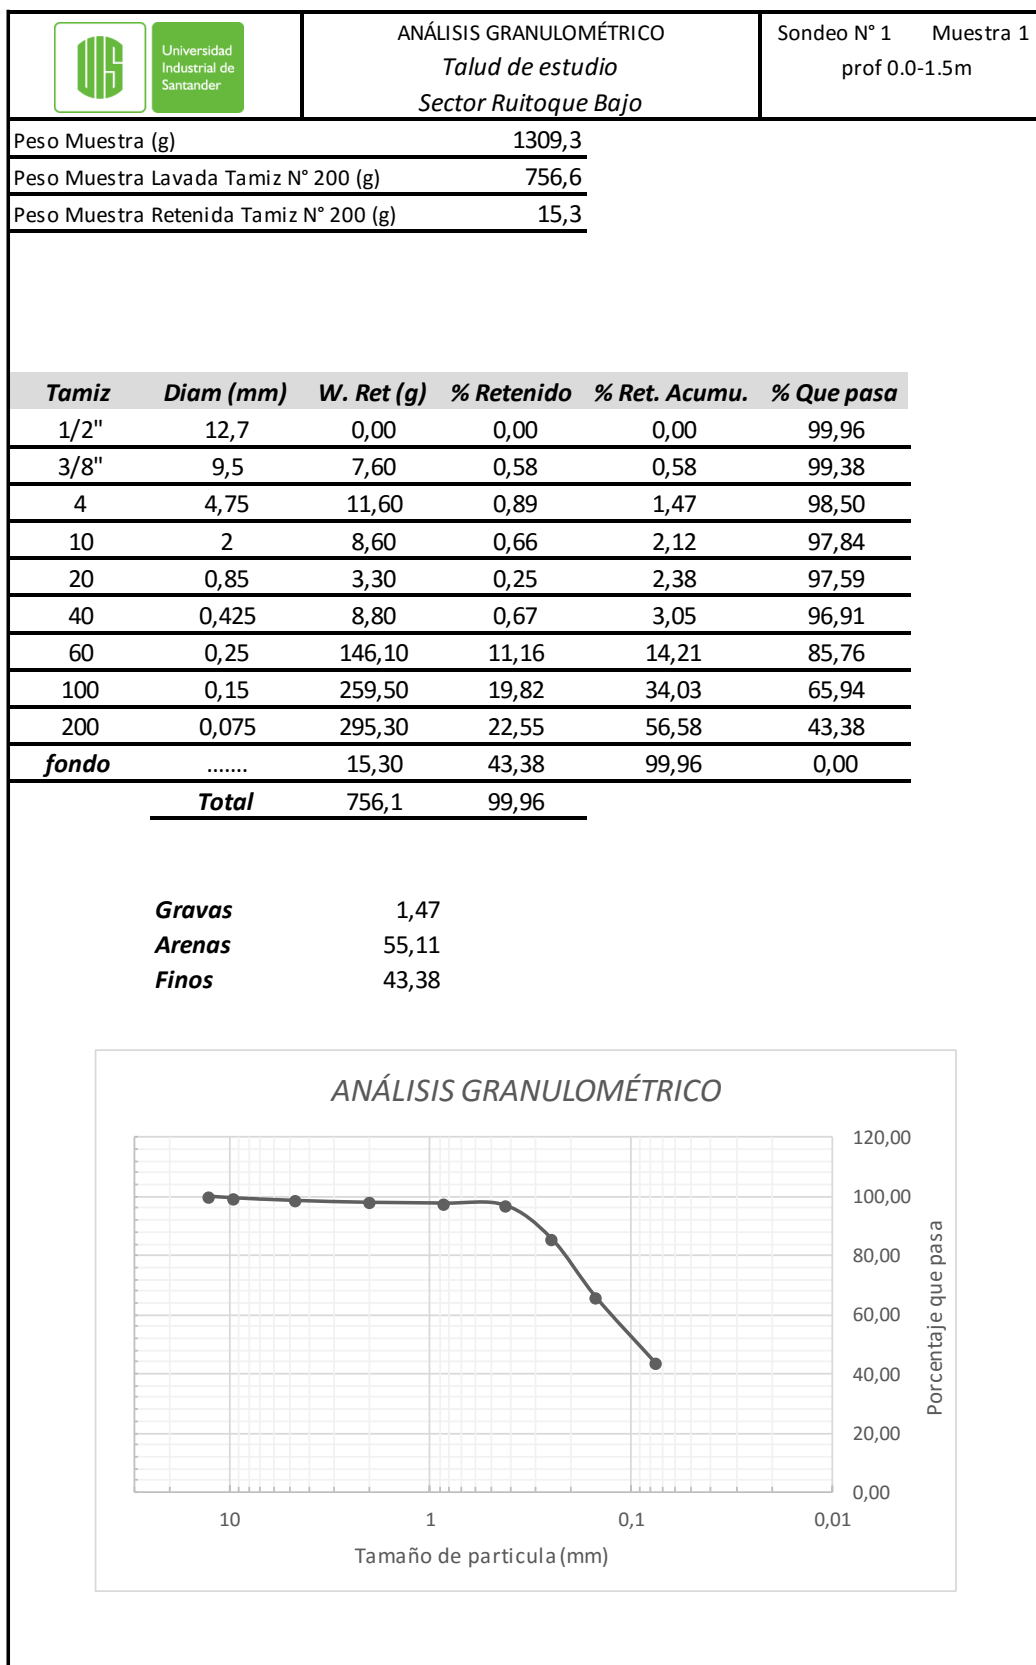 UIS
Universidad
Industrial de
Santander
ANÁLISIS GRANULOMÉTRICO
Talud de estudio
Sector Ruitoque Bajo
Sondeo N° 1 Muestra 1
prof 0.0-1.5m
Peso Muestra (g) 1309,3
Peso Muestra Lavada Tamiz N° 200 (g) 756,6
Peso Muestra Retenida Tamiz N° 200 (g) 15,3
Tamiz Diam (mm) W. Ret (g) % Retenido % Ret. Acumu. % Que pasa
1/2" 12,7 0,00 0,00 0,00 99,96
3/8" 9,5 7,60 0,58 0,58 99,38
4 4,75 11,60 0,89 1,47 98,50
10 2 8,60 0,66 2,12 97,84
20 0,85 3,30 0,25 2,38 97,59
40 0,425 8,80 0,67 3,05 96,91
60 0,25 146,10 11,16 14,21 85,76
100 0,15 259,50 19,82 34,03 65,94
200 0,075 295,30 22,55 56,58 43,38
fondo ....... 15,30 43,38 99,96 0,00
Total 756,1 99,96
Gravas 1,47
Arenas 55,11
Finos 43,38
ANÁLISIS GRANULOMÉTRICO
120,00
100,00
80,00
60,00
40,00
20,00
0,00
Porcentaje que pasa
10 1 0,1 0,01
Tamaño de particula (mm)